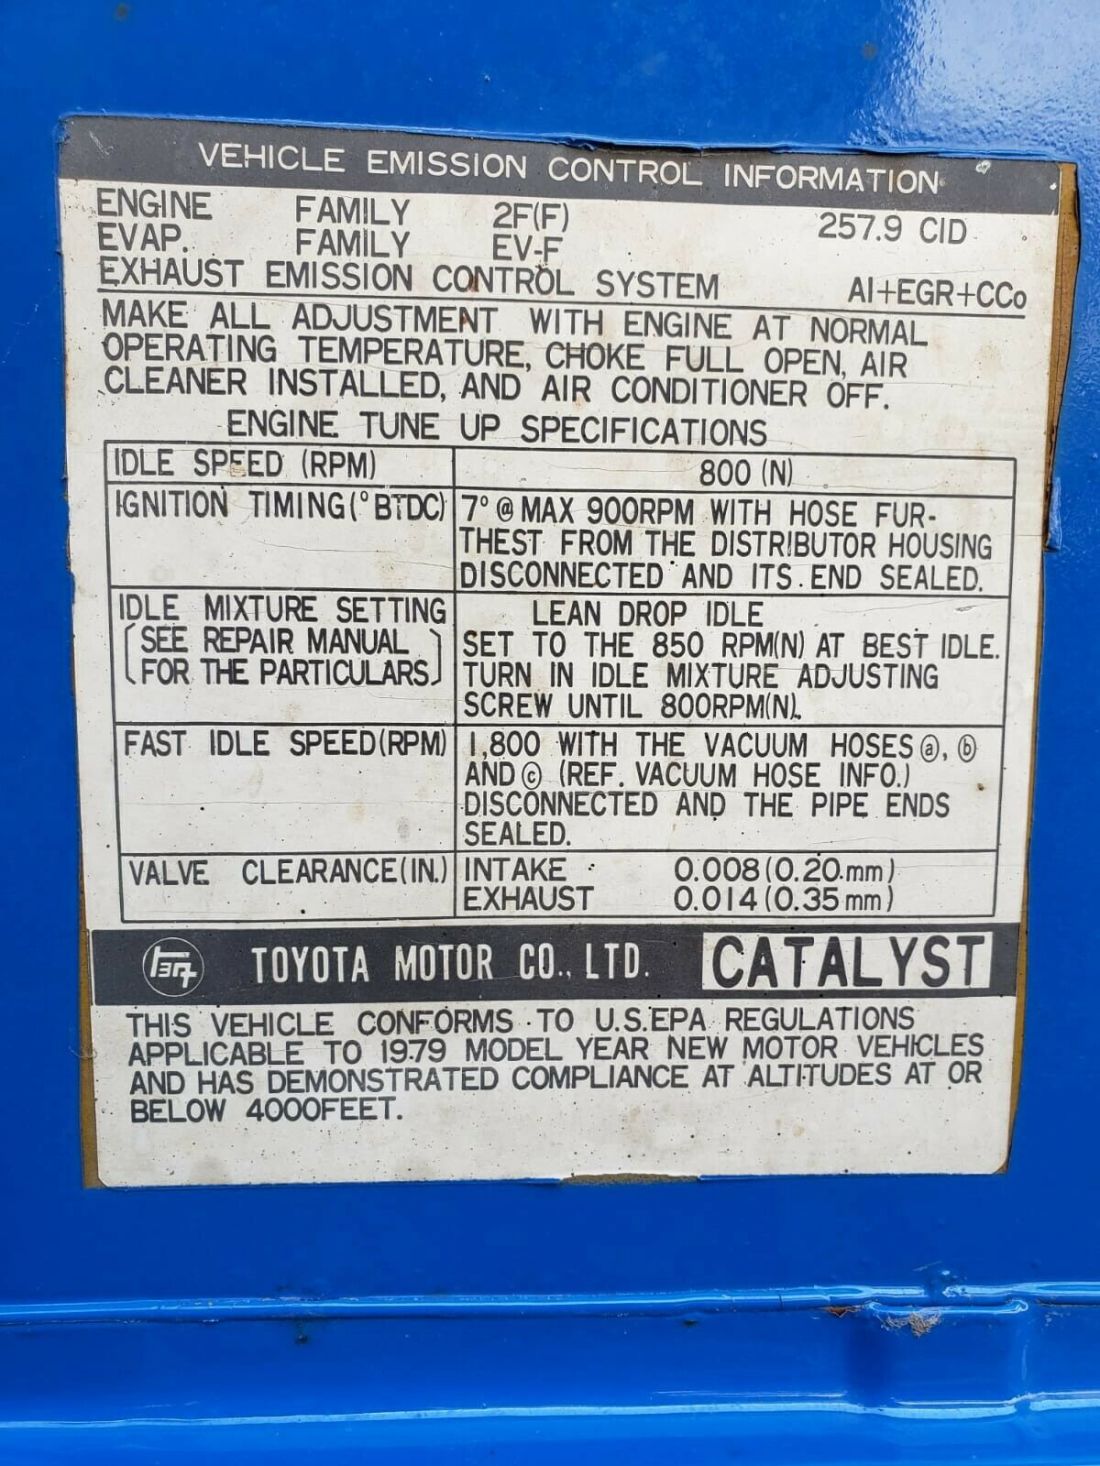 VEHICLE EMISSION CONTROL INFORMATION
ENGINE FAMILY 2F(F) 257.9 CID
EVAP. FAMILY EV-F
EXHAUST EMISSION CONTROL SYSTEM AI+EGR+CCo
MAKE ALL ADJUSTMENT WITH ENGINE AT NORMAL
OPERATING TEMPERATURE, CHOKE FULL OPEN, AIR
CLEANER INSTALLED, AND AIR CONDITIONER OFF.
ENGINE TUNE UP SPECIFICATIONS
IDLE SPEED (RPM) 800 (N)
IGNITION TIMING (°BTDC) 7° @ MAX 900RPM WITH HOSE FUR-
THEST FROM THE DISTRIBUTOR HOUSING
DISCONNECTED AND ITS END SEALED.
IDLE MIXTURE SETTING LEAN DROP IDLE
(SEE REPAIR MANUAL SET TO THE 850 RPM(N) AT BEST IDLE.
FOR THE PARTICULARS) TURN IN IDLE MIXTURE ADJUSTING
SCREW UNTIL 800RPM(N).
FAST IDLE SPEED(RPM) 1,800 WITH THE VACUUM HOSES ⓐ, ⓑ
AND ⓒ (REF. VACUUM HOSE INFO.)
DISCONNECTED AND THE PIPE ENDS
SEALED.
VALVE CLEARANCE(IN.) INTAKE 0.008(0.20mm)
EXHAUST 0.014(0.35mm)
TEQ TOYOTA MOTOR CO., LTD. CATALYST
THIS VEHICLE CONFORMS TO U.S.EPA REGULATIONS
APPLICABLE TO 1979 MODEL YEAR NEW MOTOR VEHICLES
AND HAS DEMONSTRATED COMPLIANCE AT ALTITUDES AT OR
BELOW 4000FEET.